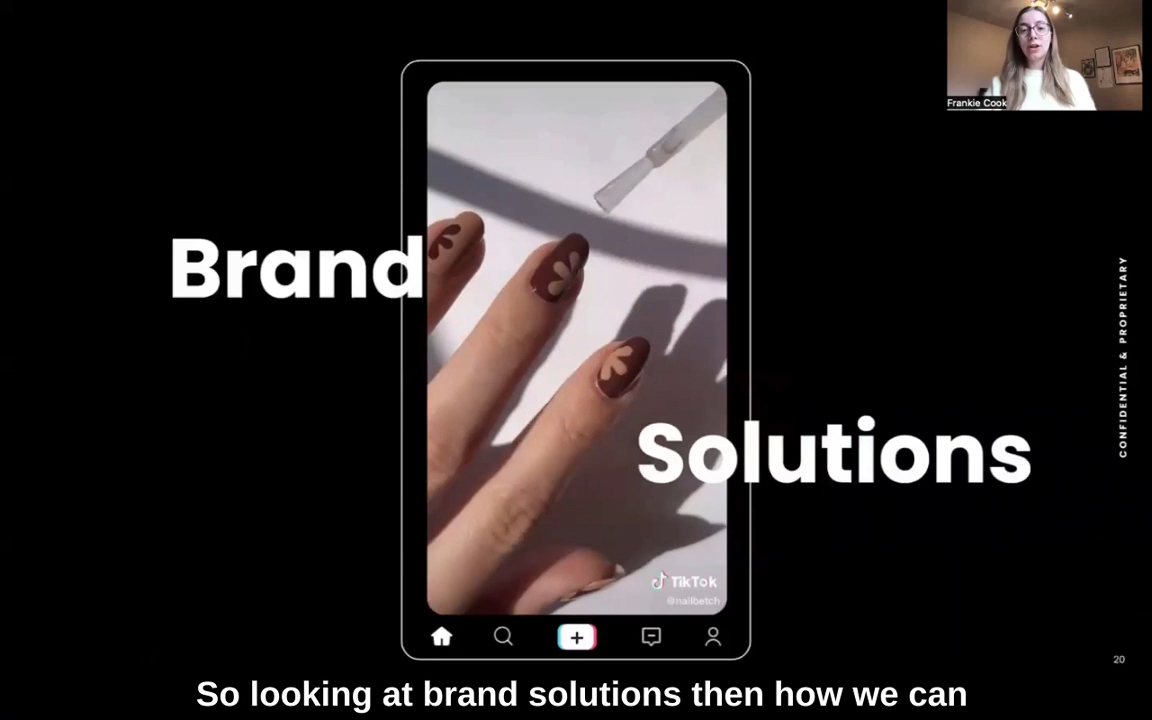 Frankie Cook
Brand
Solutions
CONFIDENTIAL & PROPRIETARY
TikTok
@nailbetch
20
So looking at brand solutions then how we can